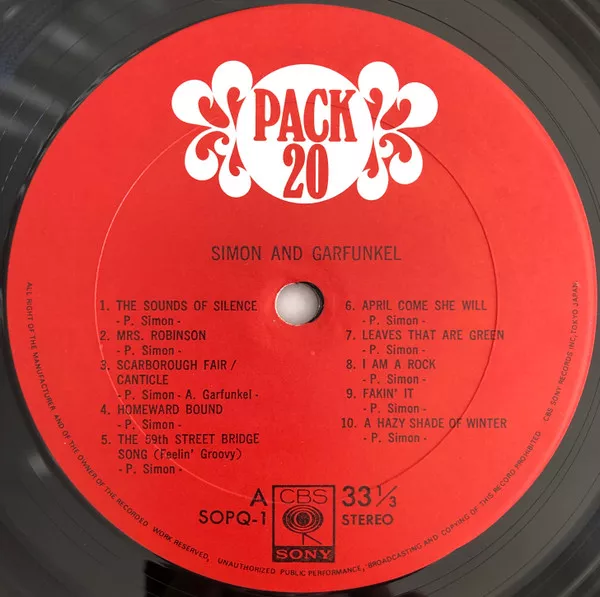 PACK
20
SIMON AND GARFUNKEL
1. THE SOUNDS OF SILENCE
- P. Simon -
2. MRS. ROBINSON
- P. Simon -
3. SCARBOROUGH FAIR /
CANTICLE
- P. Simon - A. Garfunkel -
4. HOMEWARD BOUND
- P. Simon -
5. THE 59th STREET BRIDGE
SONG (Feelin' Groovy)
- P. Simon -
6. APRIL COME SHE WILL
- P. Simon -
7. LEAVES THAT ARE GREEN
- P. Simon -
8. I AM A ROCK
- P. Simon -
9. FAKIN' IT
- P. Simon -
10. A HAZY SHADE OF WINTER
- P. Simon -
A
SOPQ-1
CBS
SONY
33 1/3
STEREO
ALL RIGHT OF THE MANUFACTURER AND OF THE OWNER OF THE RECORDED WORK RESERVED, UNAUTHORIZED PUBLIC PERFORMANCE, BROADCASTING AND COPYING OF THIS RECORD PROHIBITED CBS SONY RECORDS INC, TOKYO JAPAN